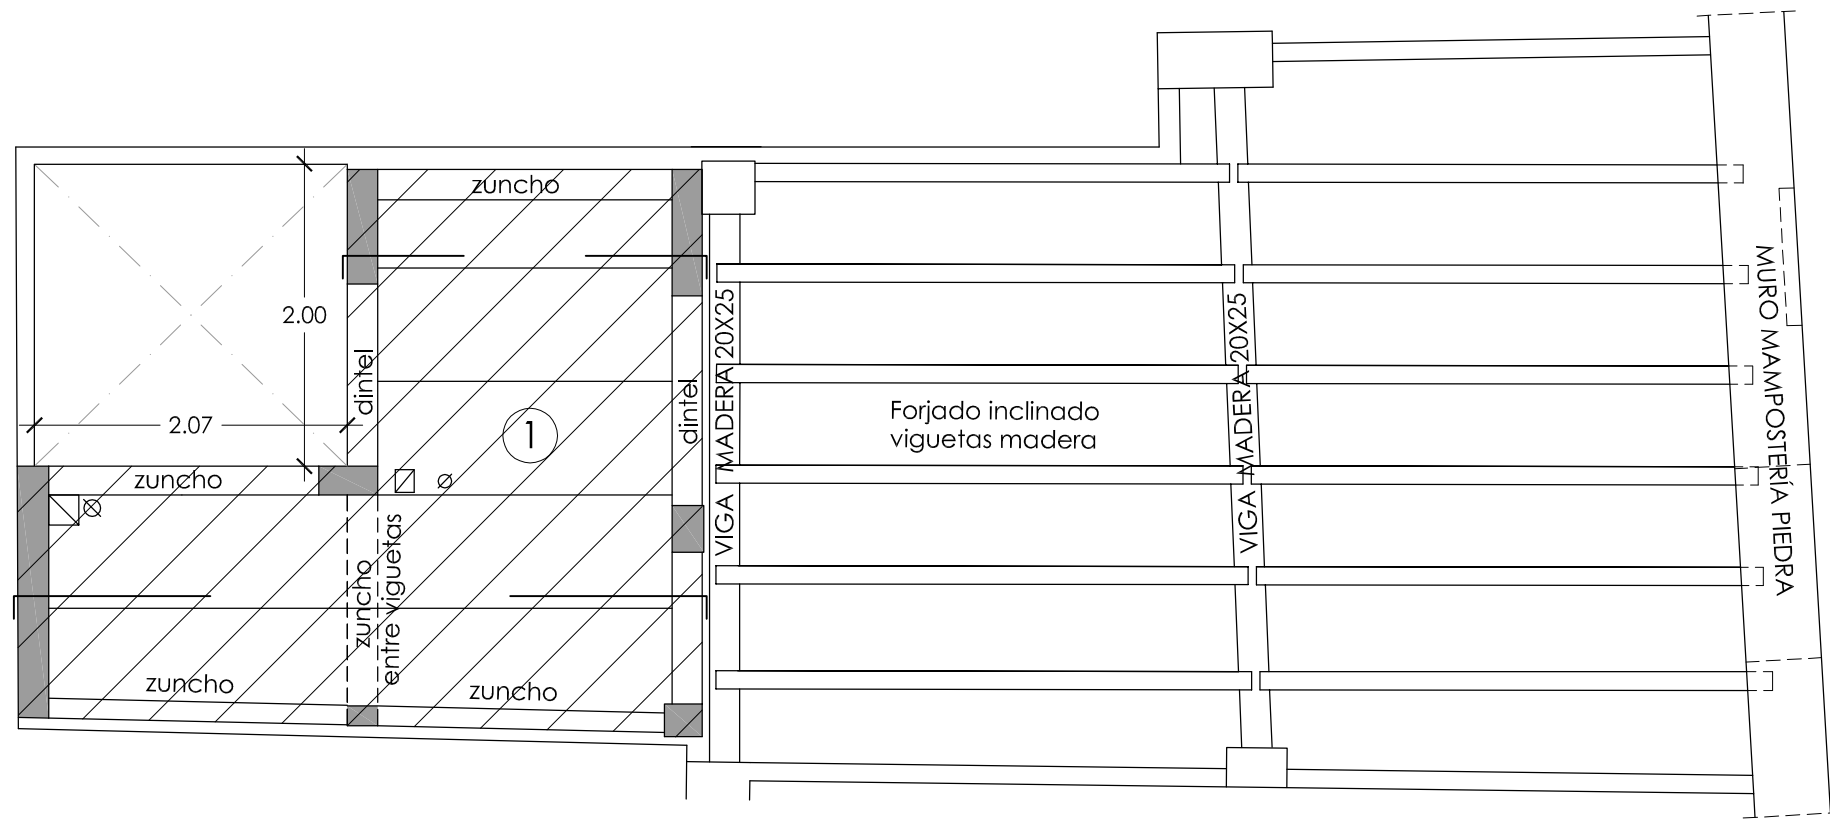 zuncho
2.00
dintel
2.07
1
dintel
zuncho
zuncho
entre viguetas
zuncho
zuncho
VIGA MADERA 20X25
Forjado inclinado
viguetas madera
VIGA MADERA 20X25
MURO MAMPOSTERÍA PIEDRA